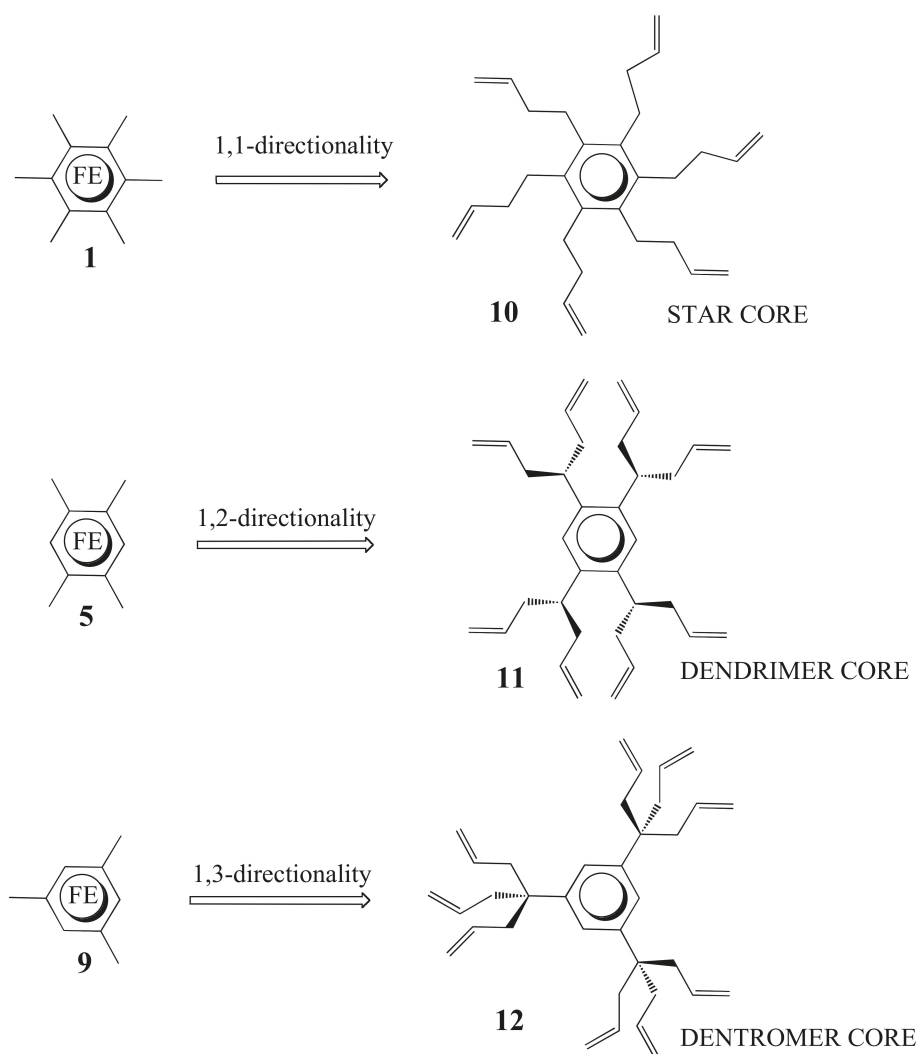 1,1-directionality
FE
1
10
STAR CORE
1,2-directionality
FE
5
11
DENDRIMER CORE
1,3-directionality
FE
9
12
DENTROMER CORE